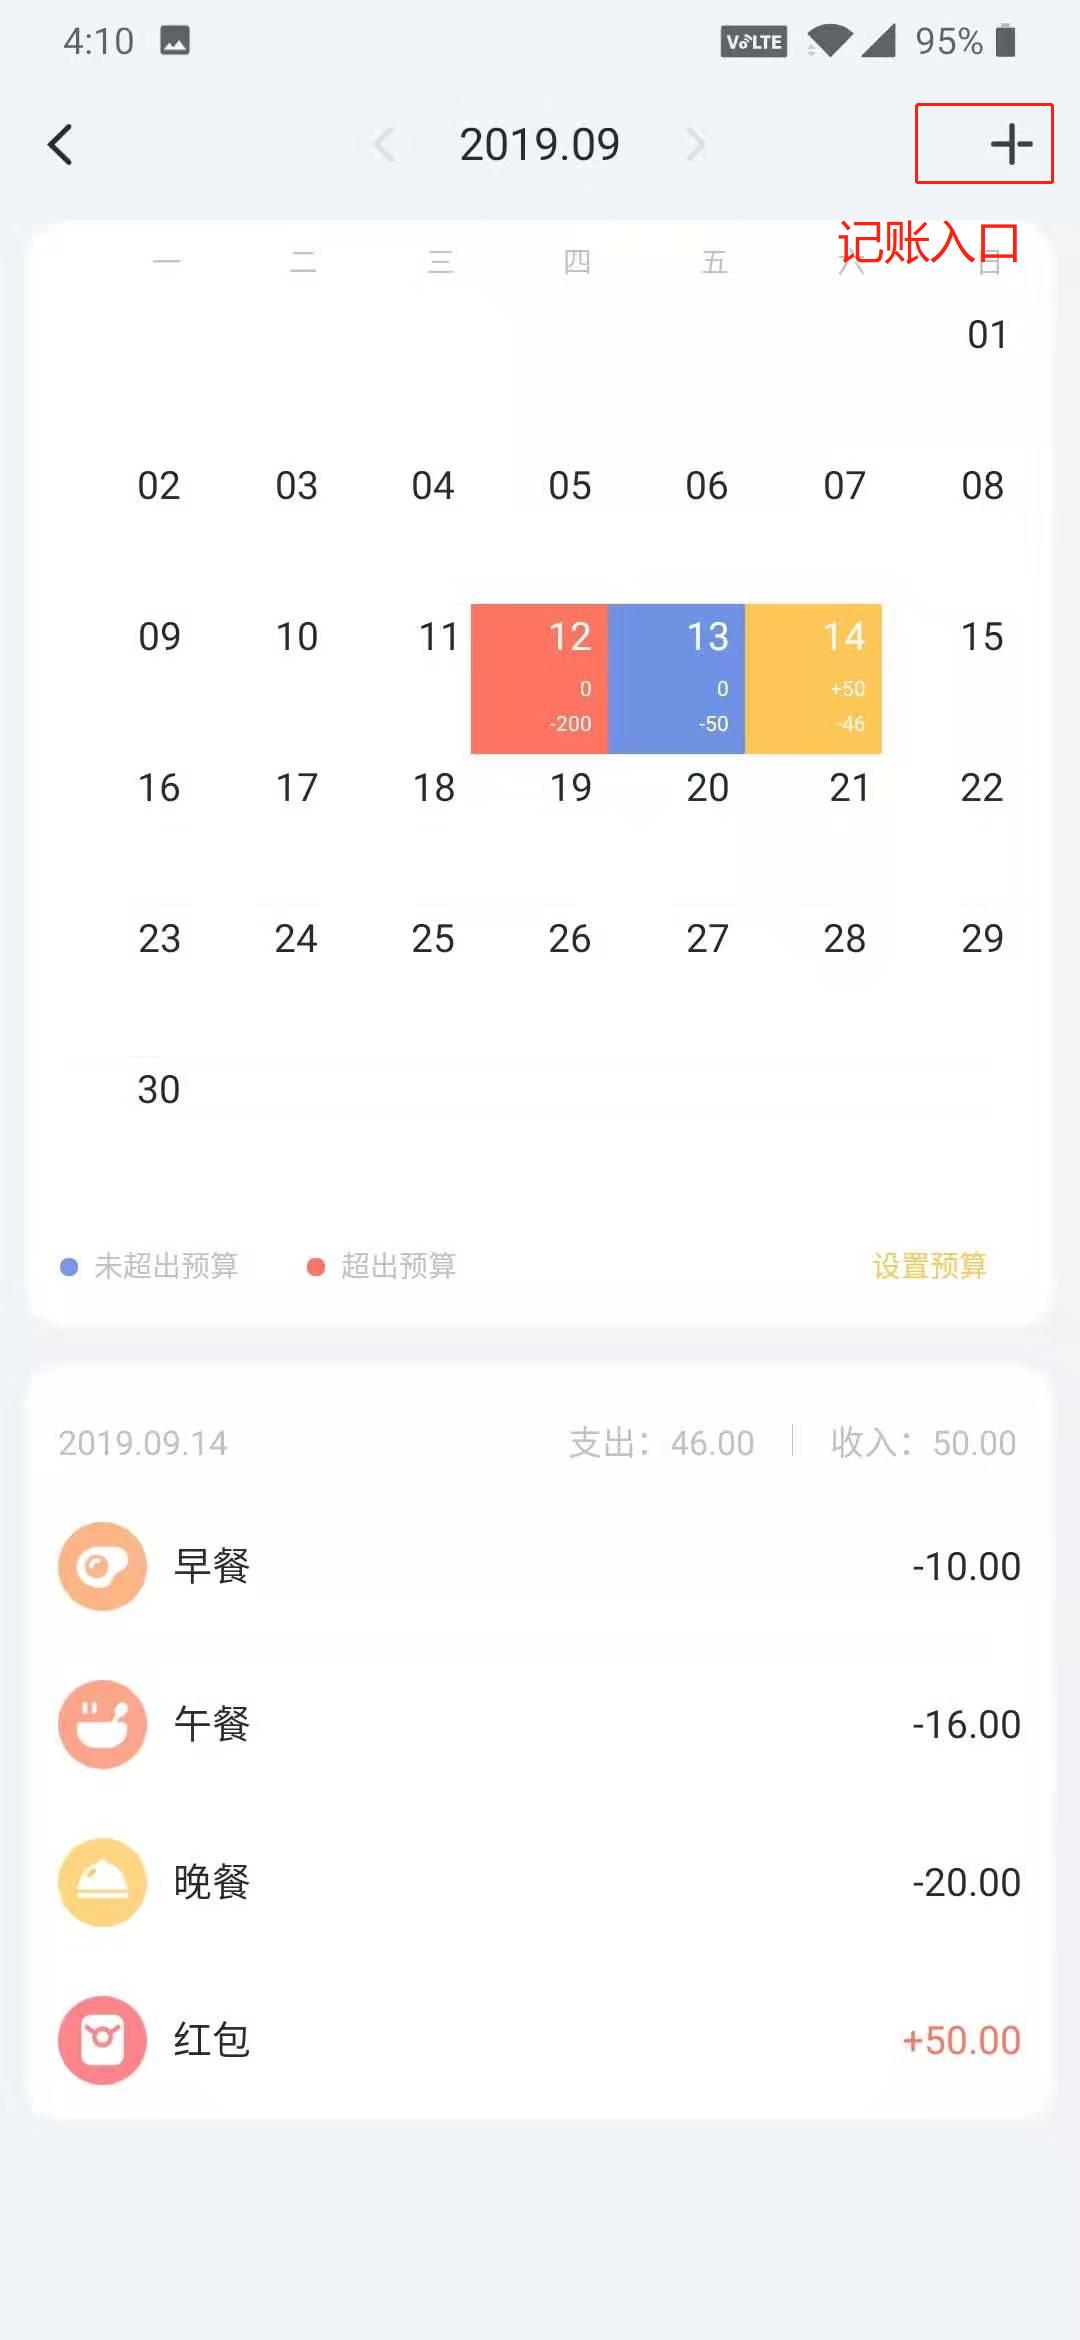 4:10 VoLTE 95%
2019.09
记账入口
一 二 三 四 五 六 日
01
02 03 04 05 06 07 08
09 10 11 12 13 14 15
0 0 +50
-200 -50 -46
16 17 18 19 20 21 22
23 24 25 26 27 28 29
30
未超出预算 超出预算 设置预算
2019.09.14 支出：46.00 收入：50.00
早餐 -10.00
午餐 -16.00
晚餐 -20.00
红包 +50.00